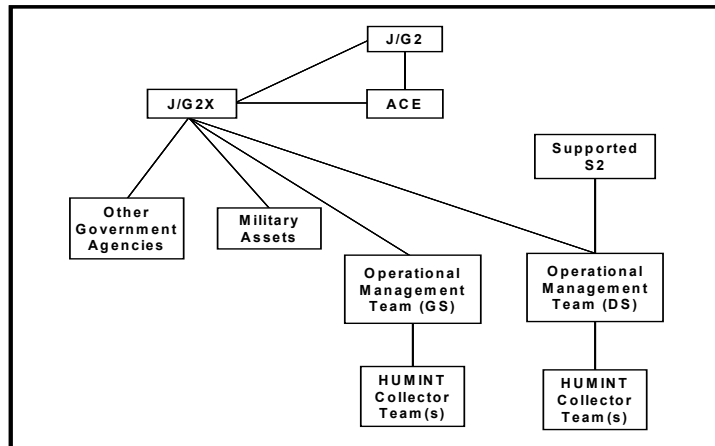 J/G2
J/G2X
ACE
Supported
S2
Other
Government
Agencies
Military
Assets
Operational
Management
Team (GS)
Operational
Management
Team (DS)
HUMINT
Collector
Team(s)
HUMINT
Collector
Team(s)